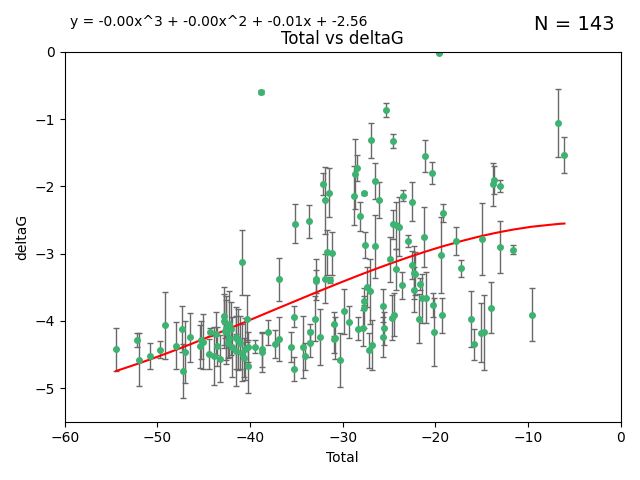 y = -0.00x^3 + -0.00x^2 + -0.01x + -2.56
N = 143
Total vs deltaG
0
−1
−2
−3
−4
−5
deltaG
−60 −50 −40 −30 −20 −10 0
Total